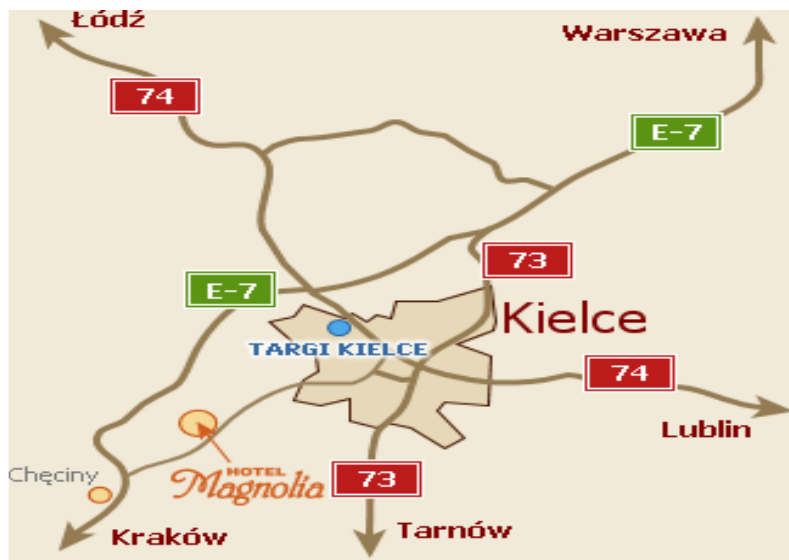 Łódź
Warszawa
74
E-7
73
E-7
Kielce
TARGI KIELCE
74
Lublin
Chęciny
HOTEL
Magnolia
73
Kraków
Tarnów